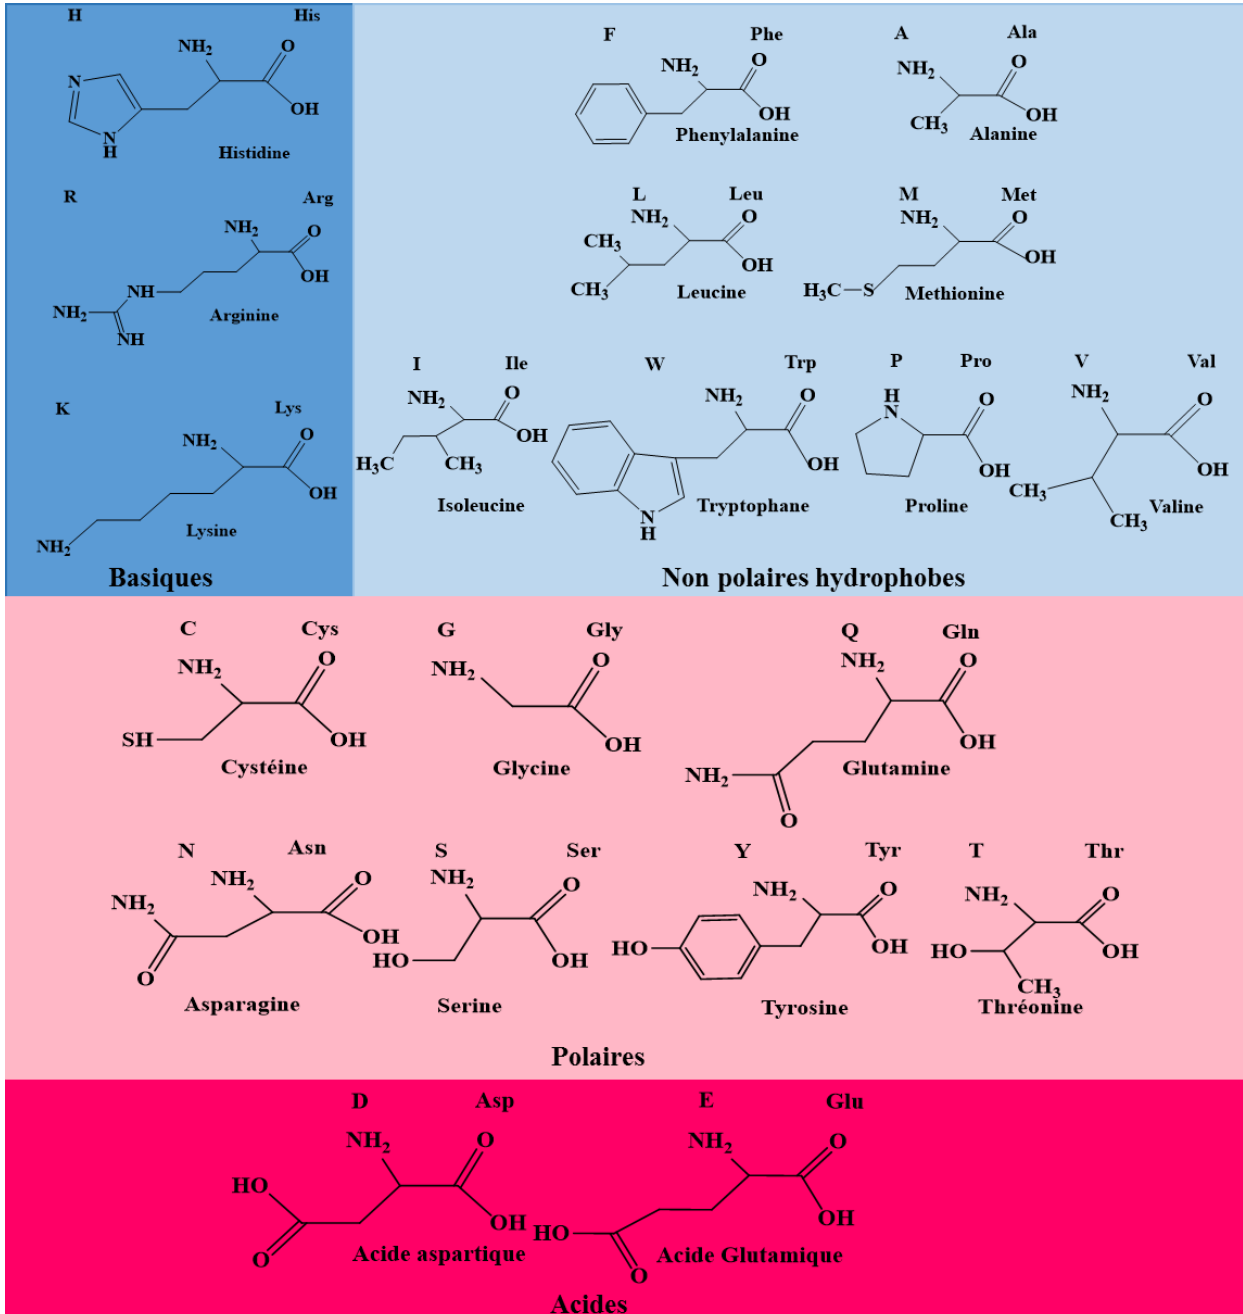 H His
NH₂ O
N OH
N
H
Histidine
R Arg
NH₂ O
OH
NH
NH₂ Arginine
NH
K Lys
NH₂ O
OH
Lysine
NH₂
Basiques
F Phe
NH₂ O
OH
Phenylalanine
A Ala
NH₂ O
OH
CH₃ Alanine
L Leu
NH₂ O
CH₃
OH
CH₃ Leucine
M Met
NH₂ O
OH
H₃C S Methionine
I Ile
NH₂ O
OH
H₃C CH₃
Isoleucine
W Trp
NH₂ O
OH
Tryptophane
N
H
P Pro
H
N O
OH
Proline
V Val
NH₂ O
OH
CH₃
CH₃ Valine
Non polaires hydrophobes
C Cys
NH₂ O
SH OH
Cystéine
G Gly
NH₂ O
OH
Glycine
Q Gln
NH₂ O
OH
NH₂ Glutamine
O
N Asn
NH₂ O
NH₂
OH
O
Asparagine
S Ser
NH₂ O
HO OH
Serine
Y Tyr
NH₂ O
HO OH
Tyrosine
T Thr
NH₂ O
HO OH
CH₃
Thréonine
Polaires
D Asp
NH₂ O
HO
OH
O Acide aspartique
E Glu
NH₂ O
OH
HO Acide Glutamique
O
Acides